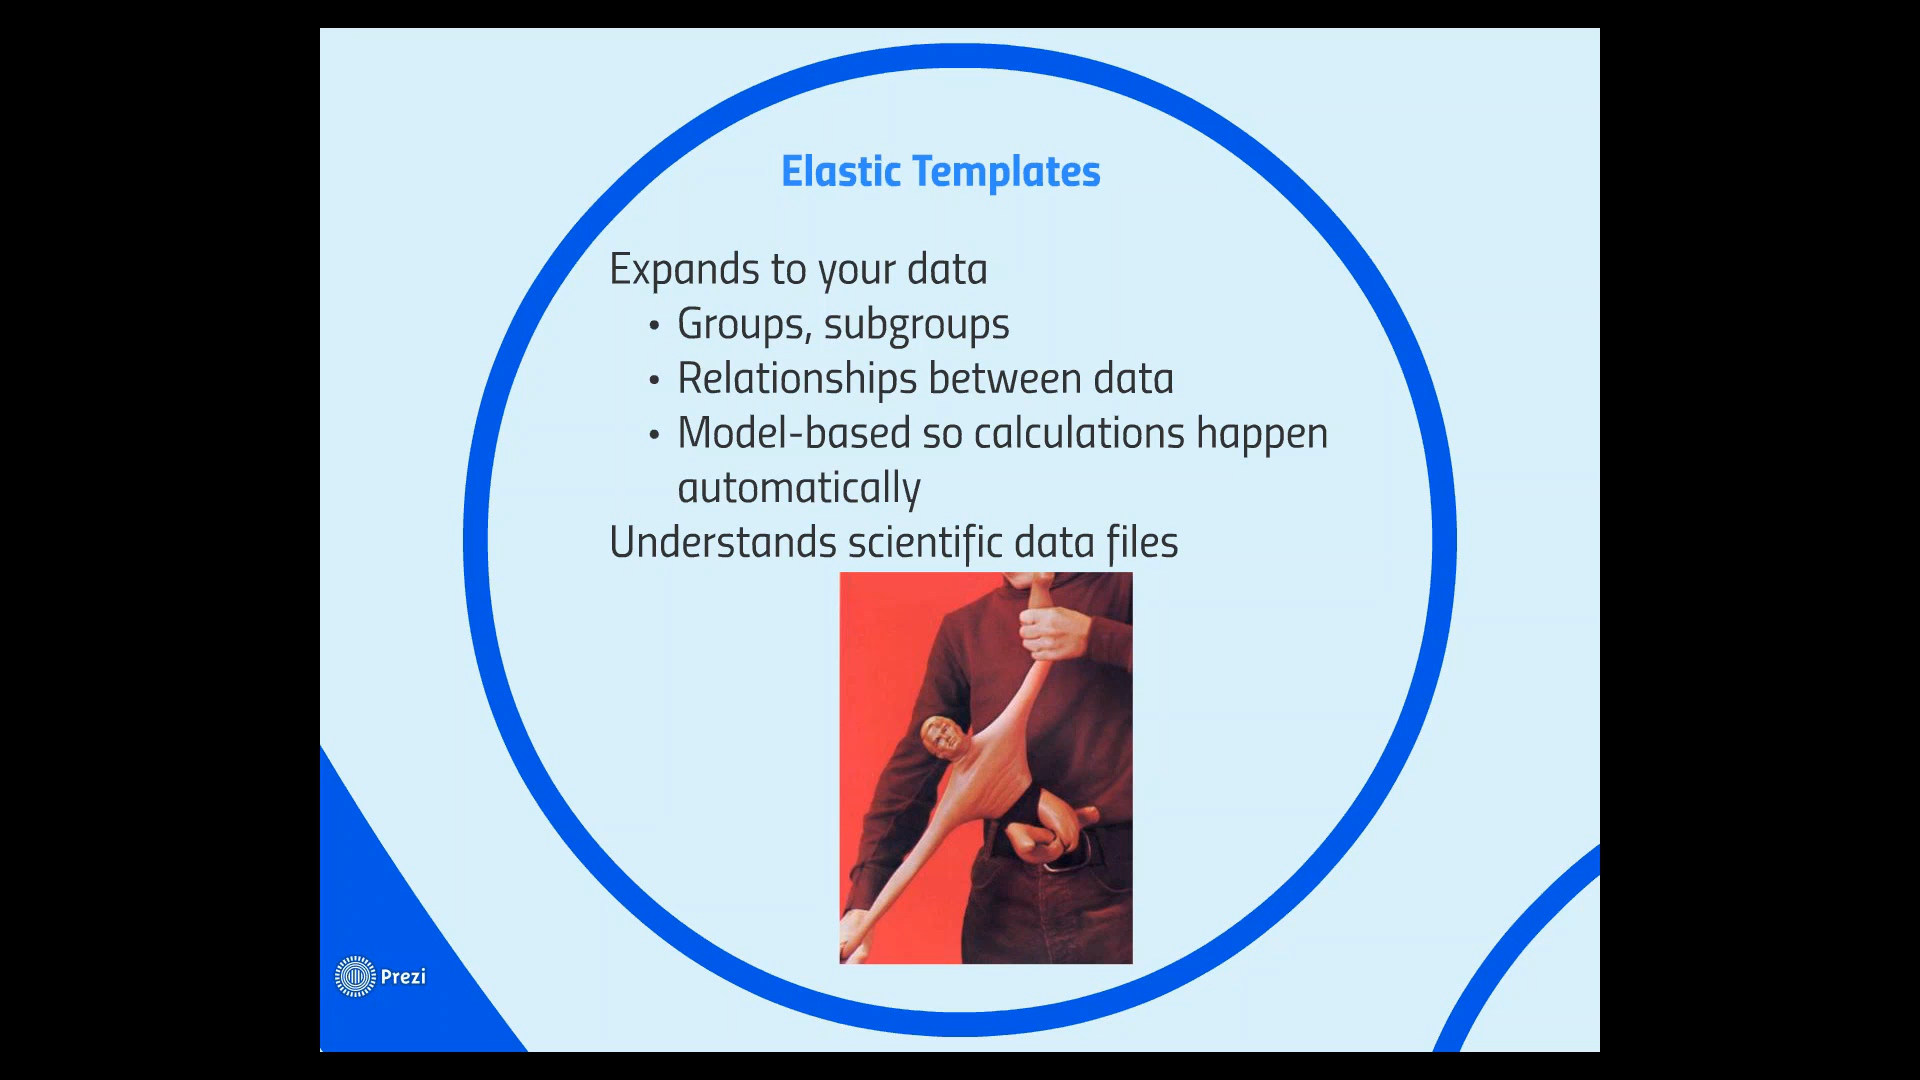 Elastic Templates
Expands to your data
• Groups, subgroups
• Relationships between data
• Model-based so calculations happen
automatically
Understands scientific data files
Prezi